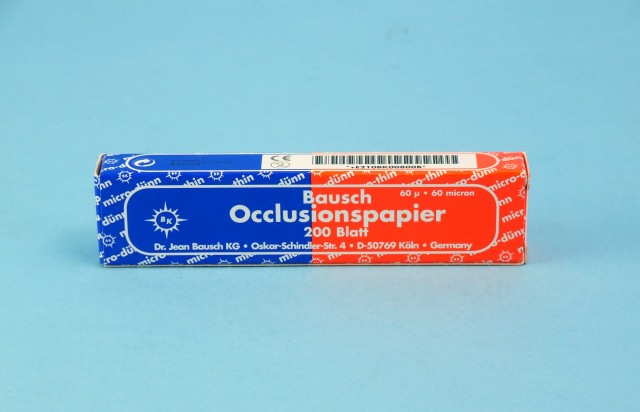 CE
*EZ106K008006*
micro-thin micro-dünn
Bausch 60 µ • 60 micron
BK
Occlusionspapier
200 Blatt
Dr. Jean Bausch KG • Oskar-Schindler-Str. 4 • D-50769 Köln • Germany